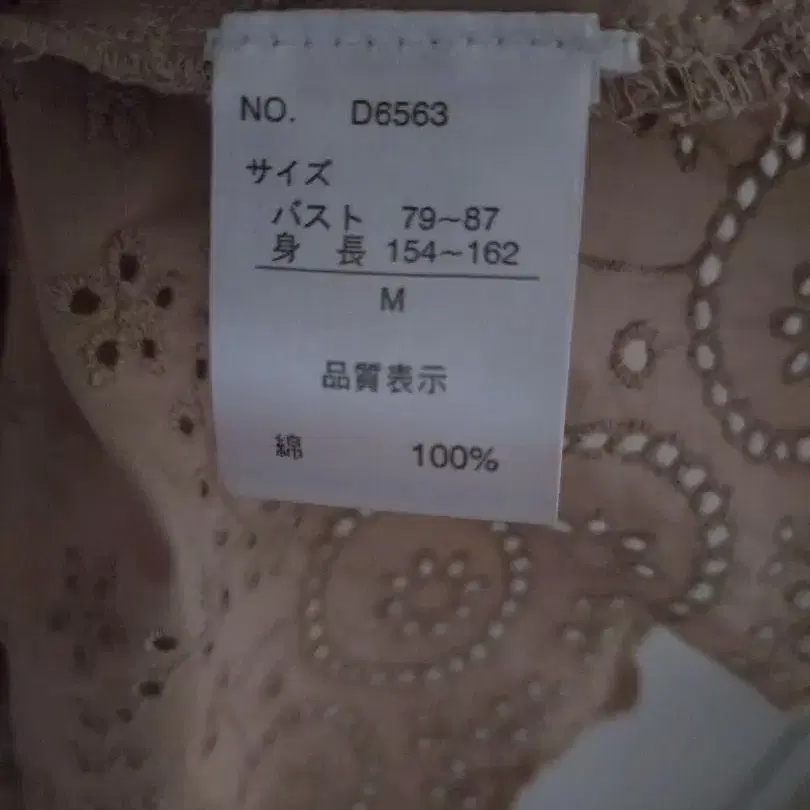 NO. D6563
サイズ
バスト 79~87
身 長 154~162
M
品質表示
綿 100%